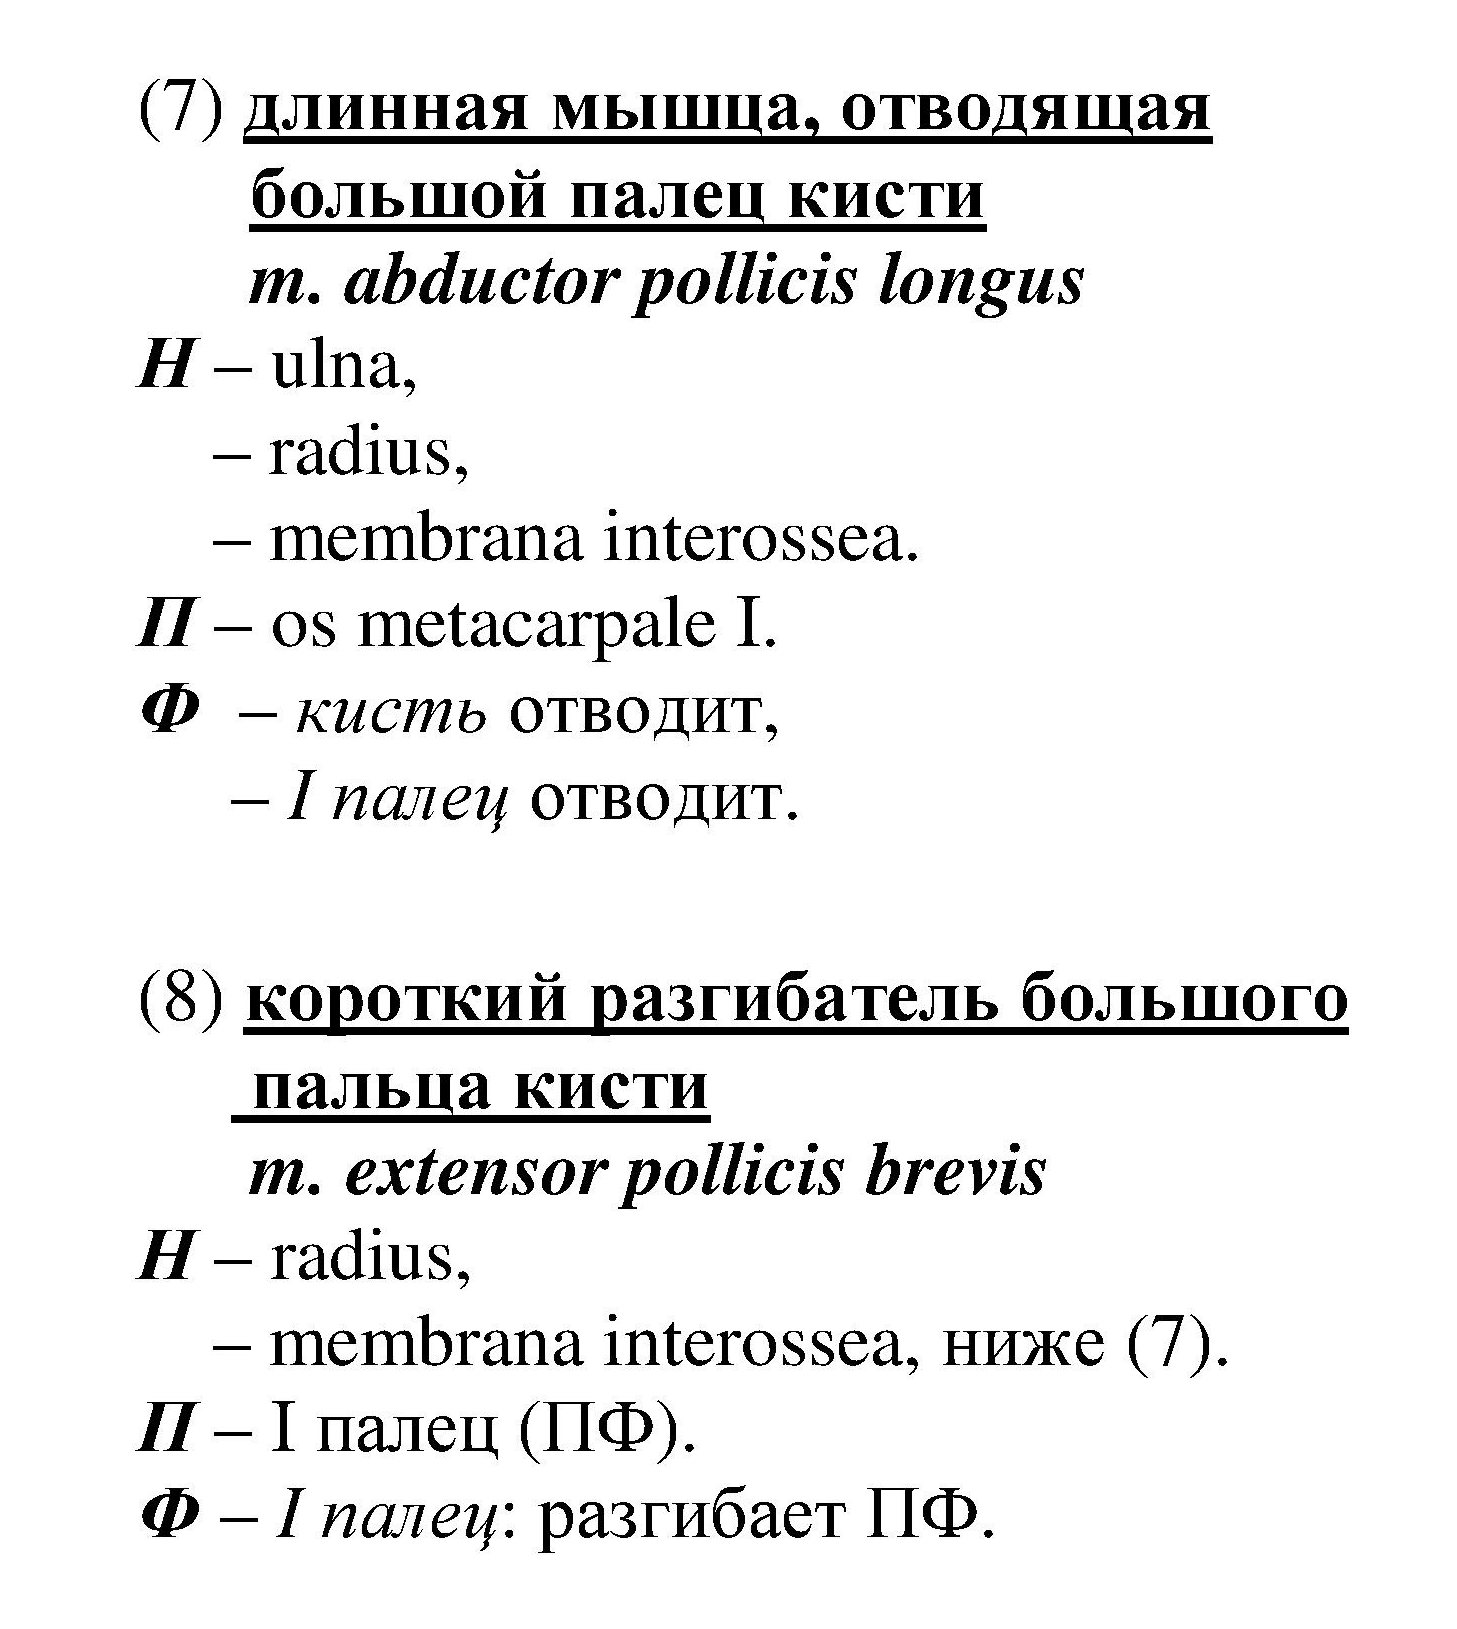 (7) длинная мышца, отводящая
большой палец кисти
m. abductor pollicis longus
Н – ulna,
– radius,
– membrana interossea.
П – os metacarpale I.
Ф – кисть отводит,
– I палец отводит.
(8) короткий разгибатель большого
пальца кисти
m. extensor pollicis brevis
Н – radius,
– membrana interossea, ниже (7).
П – I палец (ПФ).
Ф – I палец: разгибает ПФ.